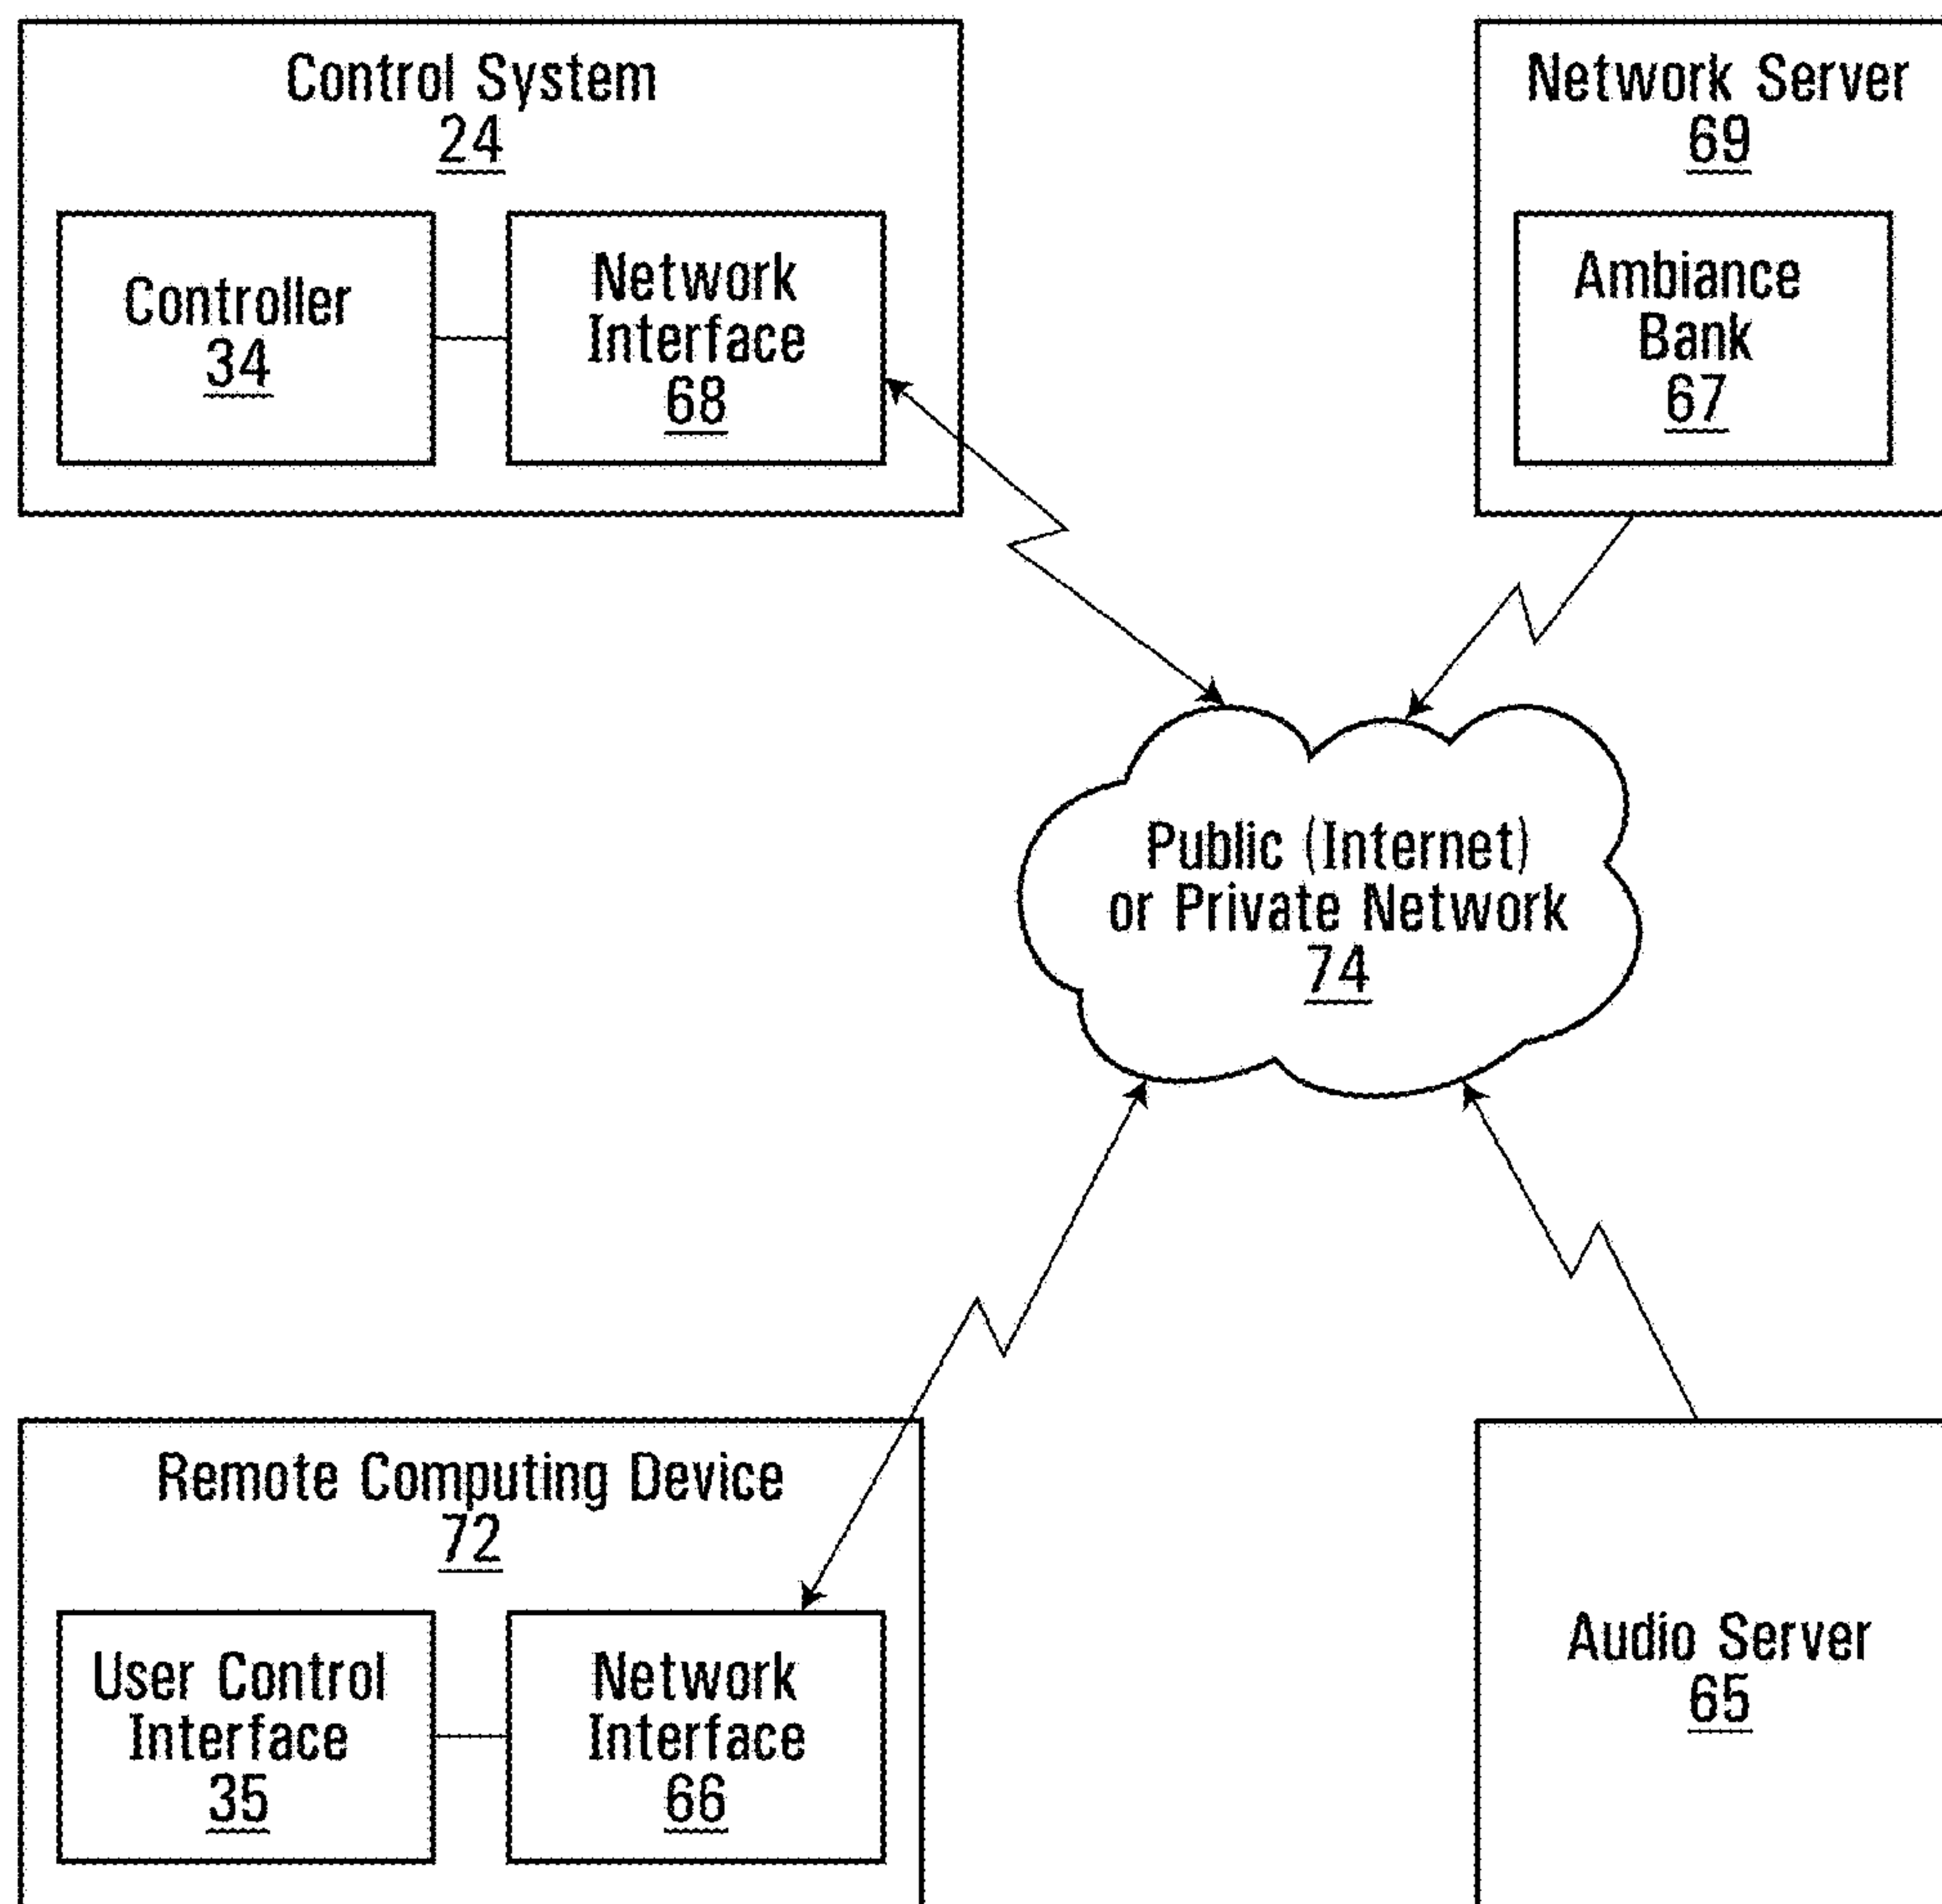 Control System
24
Controller
34
Network
Interface
68
Network Server
69
Ambiance
Bank
67
Public (Internet)
or Private Network
74
Remote Computing Device
72
User Control
Interface
35
Network
Interface
66
Audio Server
65